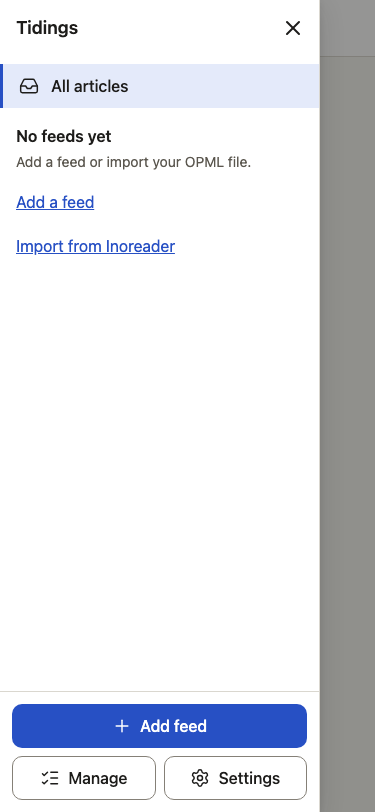 Tidings
All articles
No feeds yet
Add a feed or import your OPML file.
Add a feed
Import from Inoreader
Add feed
Manage
Settings